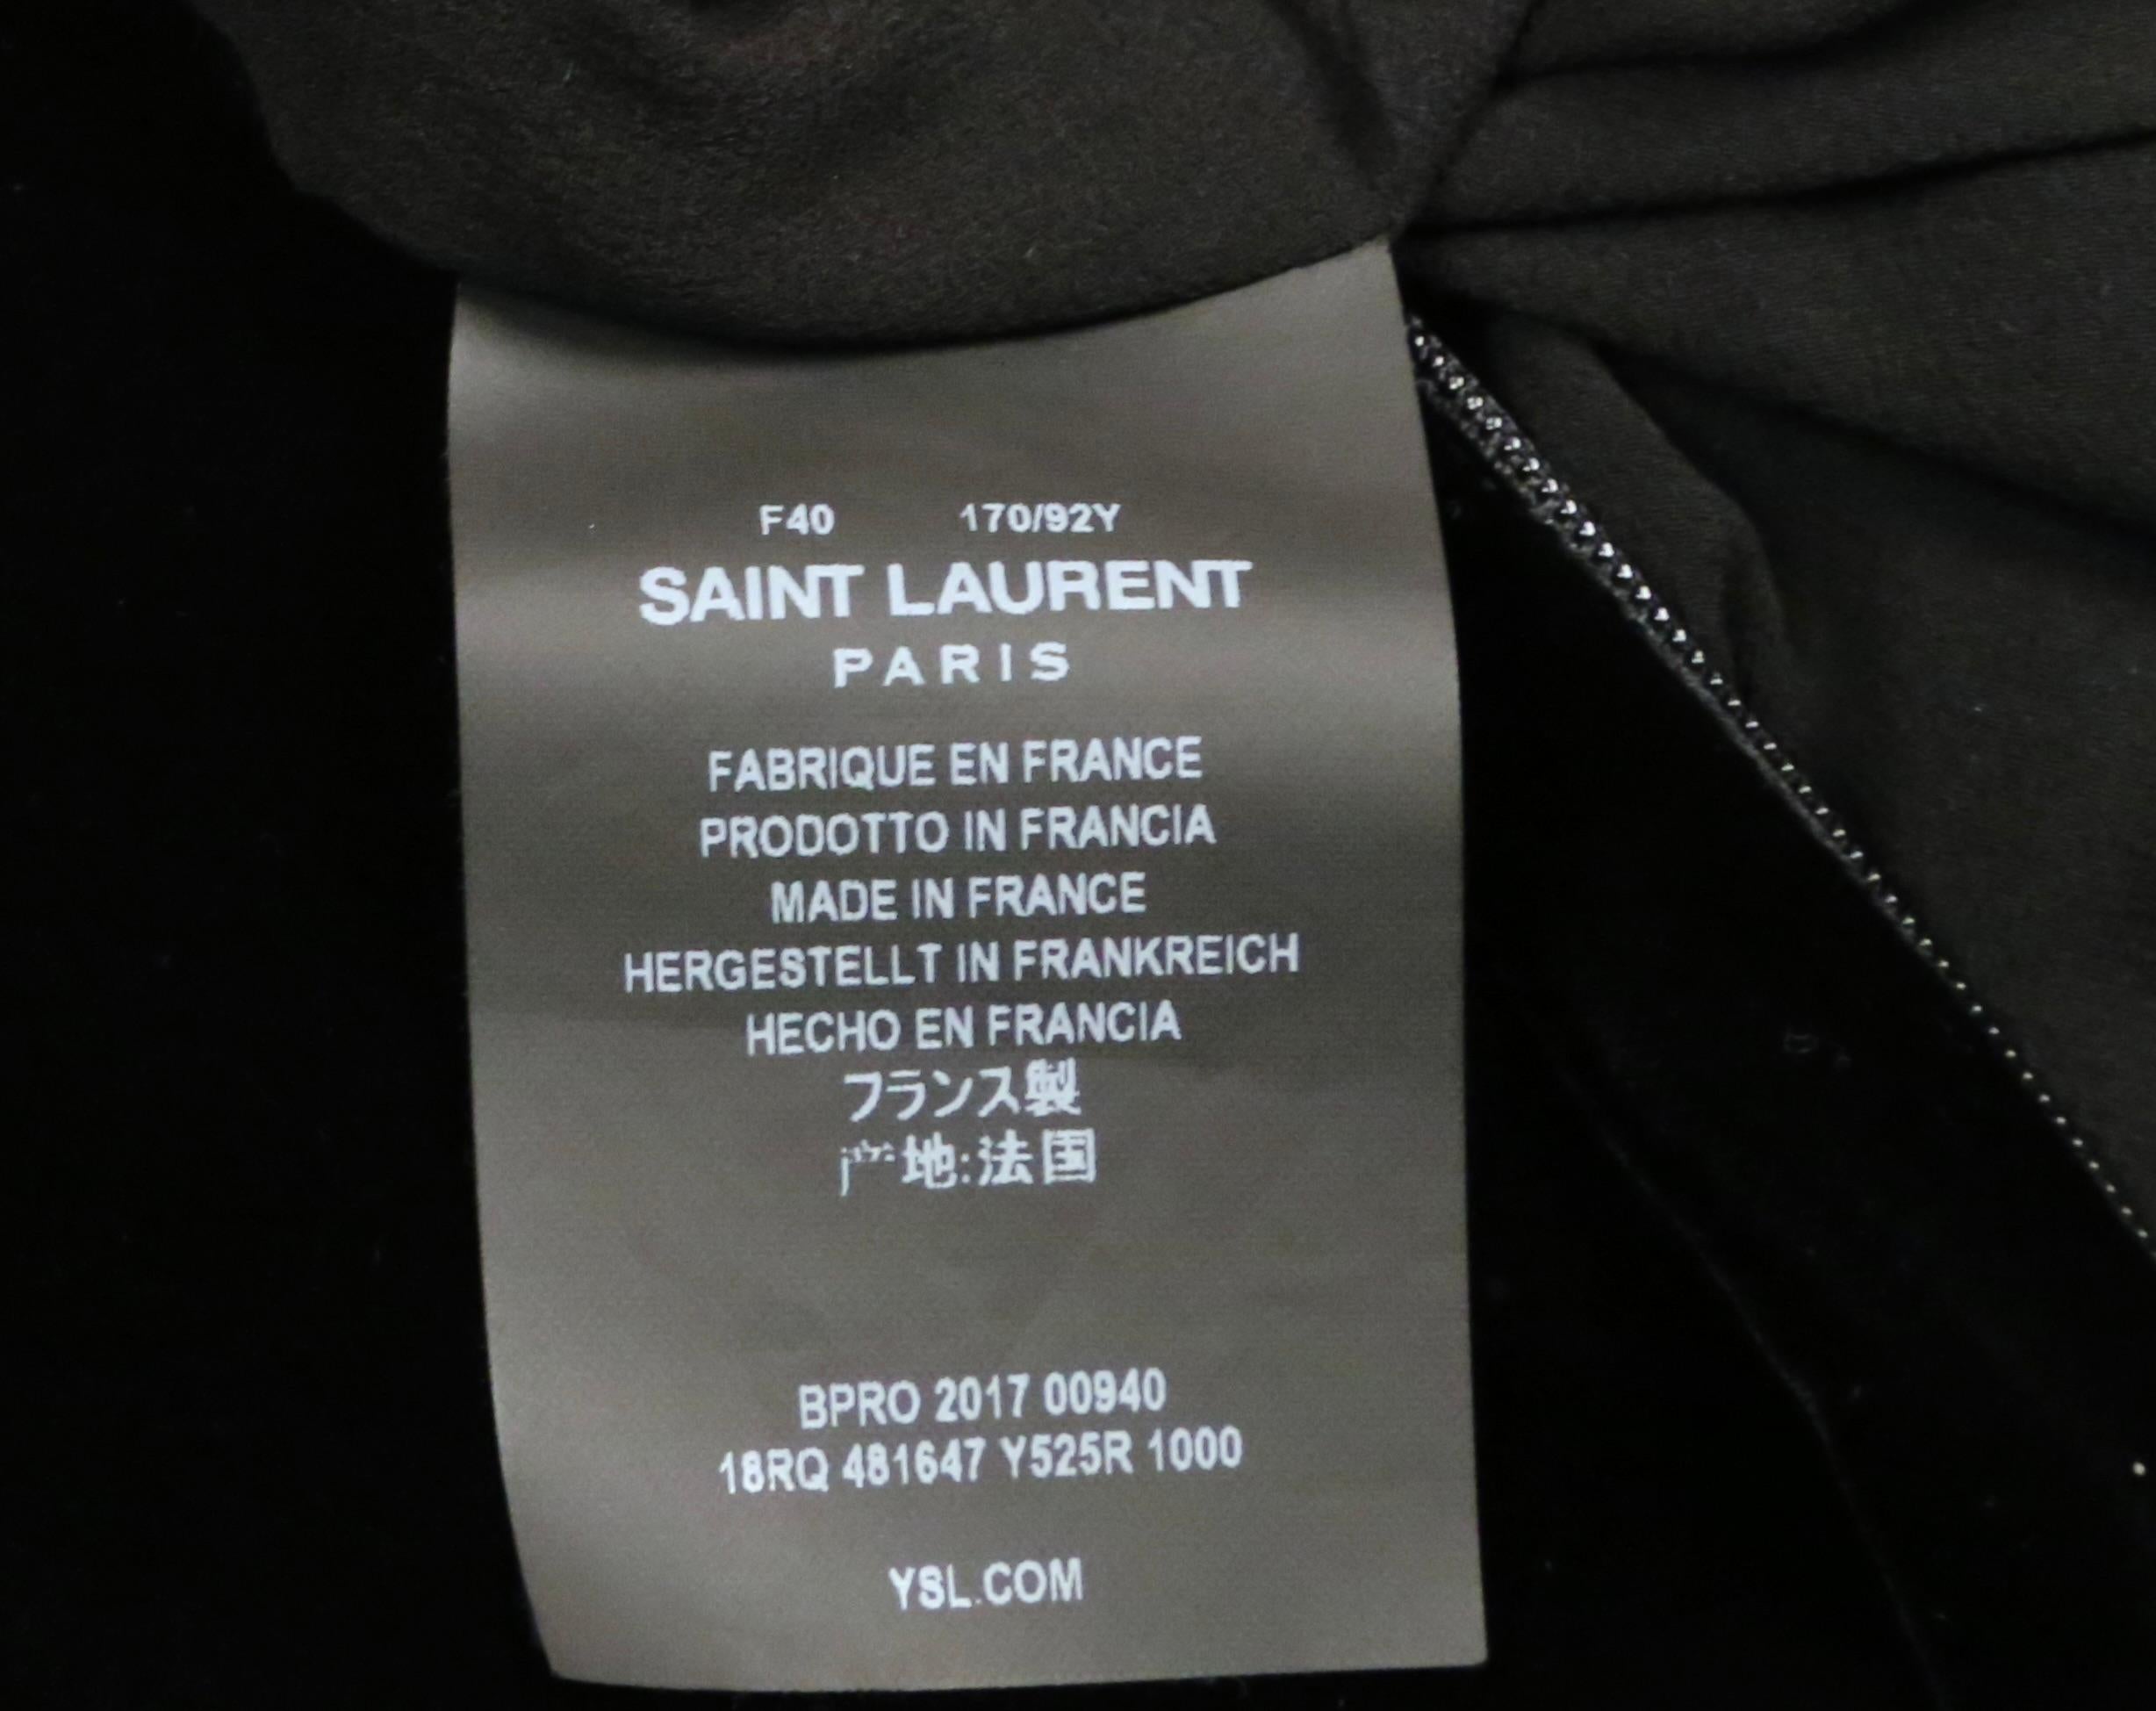 F40 170/92Y
SAINT LAURENT
PARIS
FABRIQUE EN FRANCE
PRODOTTO IN FRANCIA
MADE IN FRANCE
HERGESTELLT IN FRANKREICH
HECHO EN FRANCIA
フランス製
产地:法国
BPRO 2017 00940
18RQ 481647 Y525R 1000
YSL.COM